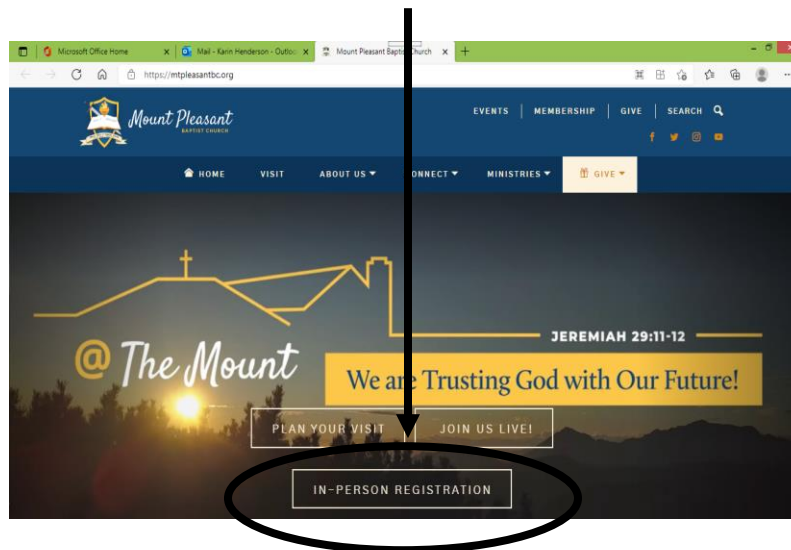 Microsoft Office Home
Mail - Karin Henderson - Outloo
Mount Pleasant Baptist Church
https://mtpleasantbc.org
Mount Pleasant
BAPTIST CHURCH
EVENTS | MEMBERSHIP | GIVE | SEARCH
HOME VISIT ABOUT US ONNECT MINISTRIES GIVE
JEREMIAH 29:11-12
@ The Mount
We are Trusting God with Our Future!
PLAN YOUR VISIT JOIN US LIVE!
IN-PERSON REGISTRATION